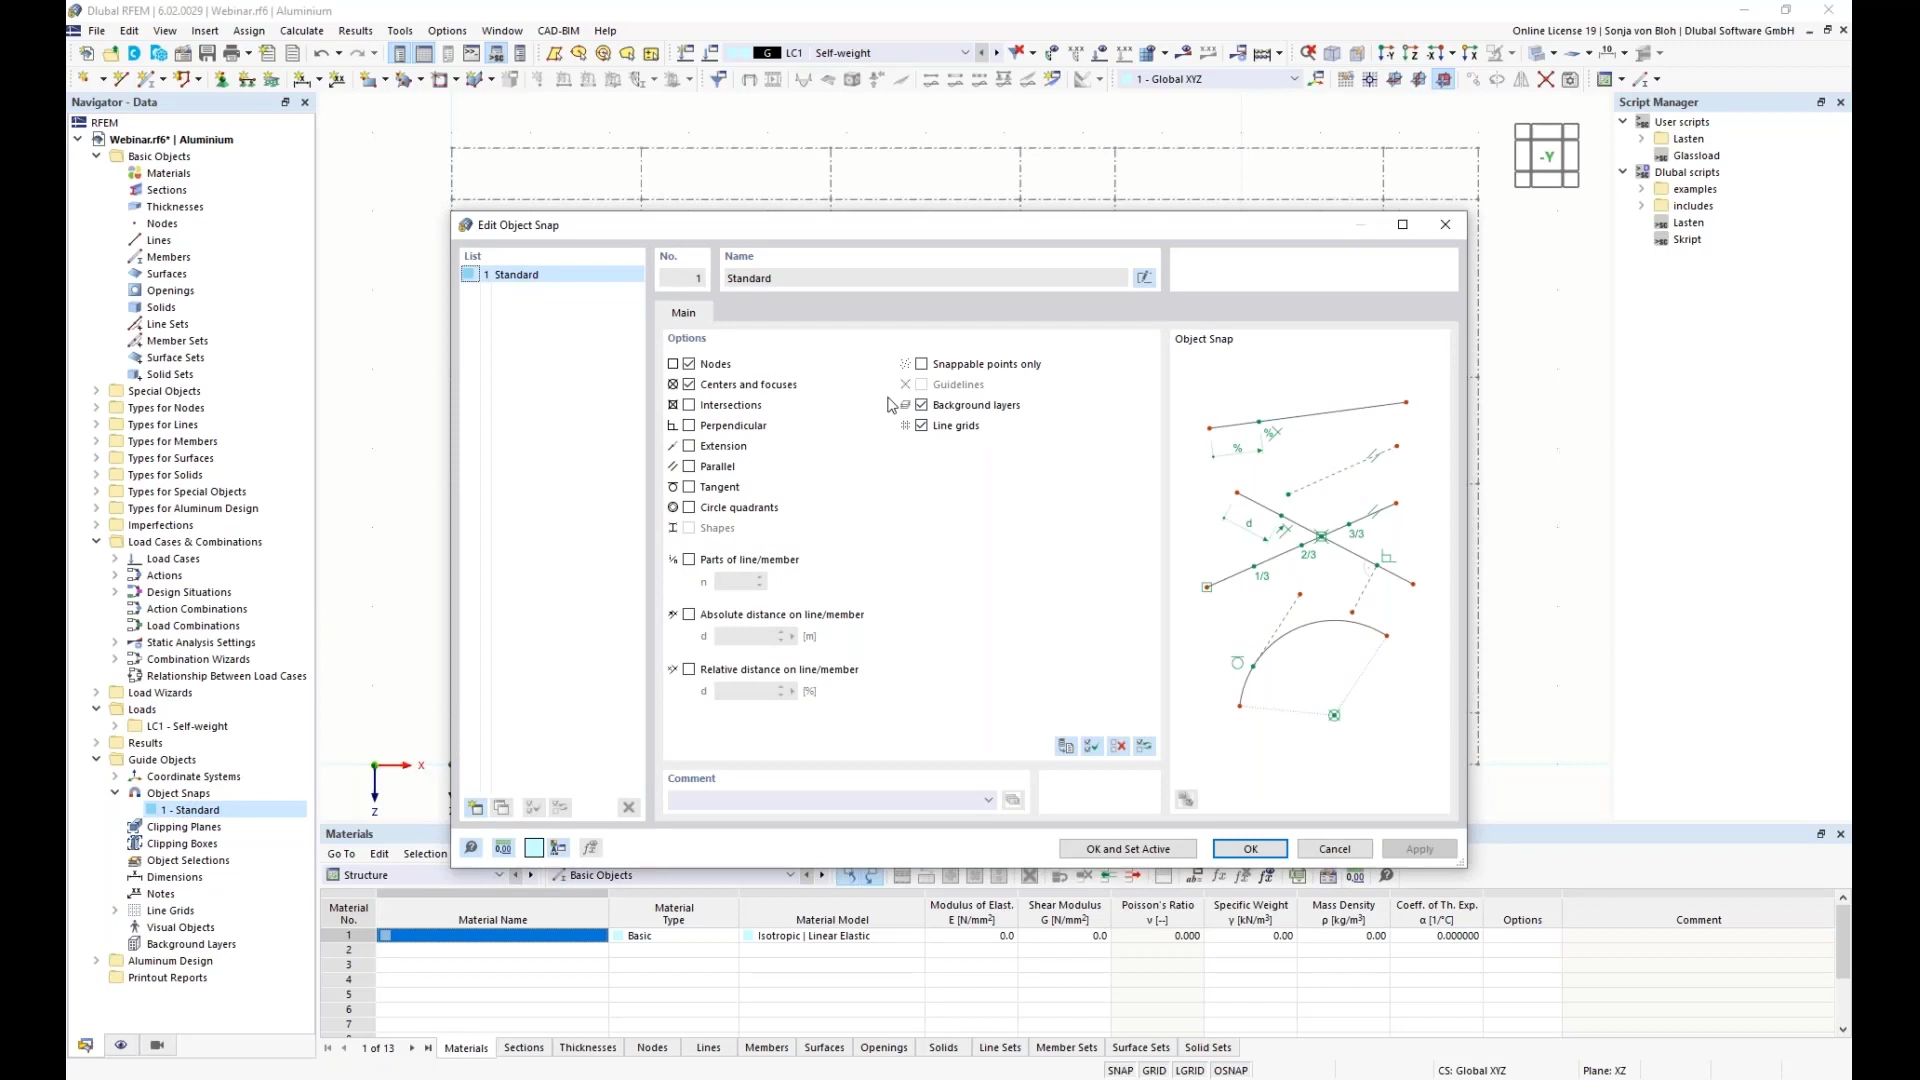 Dlubal RFEM | 6.02.0029 | Webinar.rf6* | Aluminium
File Edit View Insert Assign Calculate Results Tools Options Window CAD-BIM Help
Online License 19 | Sonja von Bloh | Dlubal Software GmbH
G LC1 Self-weight
1 - Global XYZ
Navigator - Data
RFEM
Webinar.rf6* | Aluminium
Basic Objects
Materials
Sections
Thicknesses
Nodes
Lines
Members
Surfaces
Openings
Solids
Line Sets
Member Sets
Surface Sets
Solid Sets
Special Objects
Types for Nodes
Types for Lines
Types for Members
Types for Surfaces
Types for Solids
Types for Special Objects
Types for Aluminum Design
Imperfections
Load Cases & Combinations
Load Cases
Actions
Design Situations
Action Combinations
Load Combinations
Static Analysis Settings
Combination Wizards
Relationship Between Load Cases
Load Wizards
Loads
LC1 - Self-weight
Results
Guide Objects
Coordinate Systems
Object Snaps
1 - Standard
Clipping Planes
Clipping Boxes
Object Selections
Dimensions
Notes
Line Grids
Visual Objects
Background Layers
Aluminum Design
Printout Reports
-Y
X
Z
Script Manager
User scripts
Lasten
Glassload
Dlubal scripts
examples
includes
Lasten
Skript
Edit Object Snap
List
1 Standard
No.
1
Name
Standard
Main
Options
Nodes
Centers and focuses
Intersections
Perpendicular
Extension
Parallel
Tangent
Circle quadrants
Shapes
Parts of line/member
n
Absolute distance on line/member
d [m]
Relative distance on line/member
d [%]
Snappable points only
Guidelines
Background layers
Line grids
Object Snap
%
%
d
3/3
2/3
1/3
Comment
OK and Set Active OK Cancel Apply
Materials
Go To Edit Selection
Structure Basic Objects
Material No. Material Name Material Type Material Model Modulus of Elast. E [N/mm²] Shear Modulus G [N/mm²] Poisson's Ratio ν [--] Specific Weight γ [kN/m³] Mass Density ρ [kg/m³] Coeff. of Th. Exp. α [1/°C] Options Comment
1 Basic Isotropic | Linear Elastic 0.0 0.0 0.000 0.00 0.00 0.000000
2
3
4
5
6
7
1 of 13 Materials Sections Thicknesses Nodes Lines Members Surfaces Openings Solids Line Sets Member Sets Surface Sets Solid Sets
SNAP GRID LGRID OSNAP CS: Global XYZ Plane: XZ